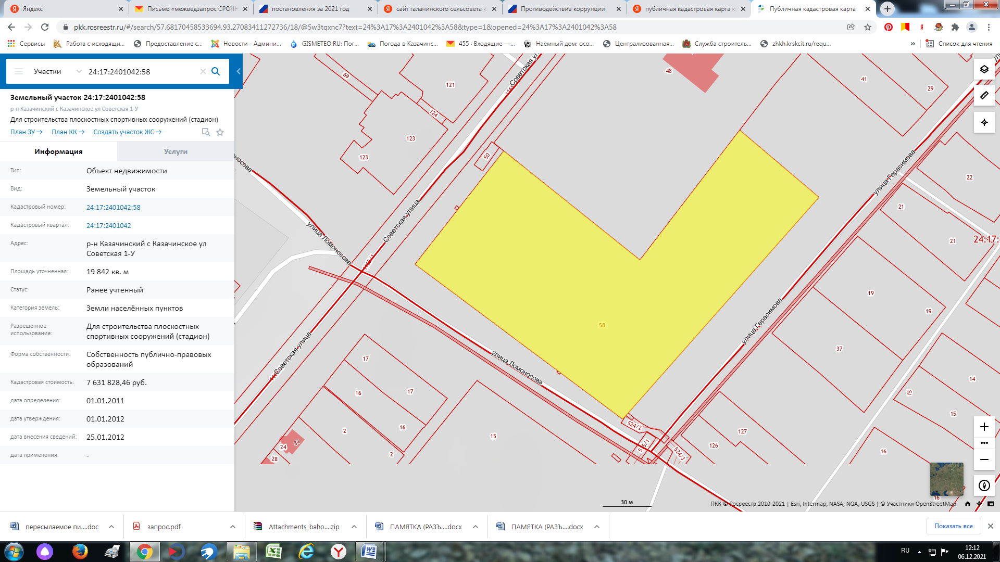 Яндекс
Письмо «межведзапрос СРОЧН
постановления за 2021 год
сайт галанинского сельсовета ка
Противодействие коррупции
публичная кадастровая карта кр
Публичная кадастровая карта
pkk.rosreestr.ru/#/search/57.68170458533694,93.27083411272736/18/@5w3tqxnc7?text=24%3A17%3A2401042%3A58&type=1&opened=24%3A17%3A2401042%3A58
Сервисы
Работа с исходящи...
Предоставление с...
Новости - Админи...
GISMETEO.RU: Пог...
Погода в Казачинс...
455 · Входящие —...
Наёмный дом: осо...
Централизованная...
Служба строитель...
zhkh.krskcit.ru/requ...
»
Список для чтения
Участки
24:17:2401042:58
Земельный участок 24:17:2401042:58
р-н Казачинский с Казачинское ул Советская 1-У
Для строительства плоскостных спортивных сооружений (стадион)
План ЗУ →
План КК →
Создать участок ЖС →
Информация
Услуги
Тип:
Объект недвижимости
Вид:
Земельный участок
Кадастровый номер:
24:17:2401042:58
Кадастровый квартал:
24:17:2401042
Адрес:
р-н Казачинский с Казачинское ул
Советская 1-У
Площадь уточненная:
19 842 кв. м
Статус:
Ранее учтенный
Категория земель:
Земли населённых пунктов
Разрешенное
использование:
Для строительства плоскостных
спортивных сооружений (стадион)
Форма собственности:
Собственность публично-правовых
образований
Кадастровая стоимость:
7 631 828,46 руб.
дата определения:
01.01.2011
дата утверждения:
01.01.2012
дата внесения сведений:
25.01.2012
дата применения:
-
69
121
124
123
123
50
48
41
29
22
21
21
24:17:
19
19
37
14
15
15
16
58
17
17
16
16
2
2
15
24
84
28
127
126
524/2
524/3
16
1165/1
Советская улица
Советская улица
улица Ломоносова
улица Ломоносова
улица Герасимова
улица Герасимова
30 м
ПКК © Росреестр 2010-2021 | Esri, Intermap, NASA, NGA, USGS | © Участники OpenStreetMap
пересылаемое пи....doc
запрос.pdf
Attachments_baho....zip
ПАМЯТКА (РАЗЪ....docx
ПАМЯТКА (РАЗЪ....docx
Показать все
RU
12:12
06.12.2021